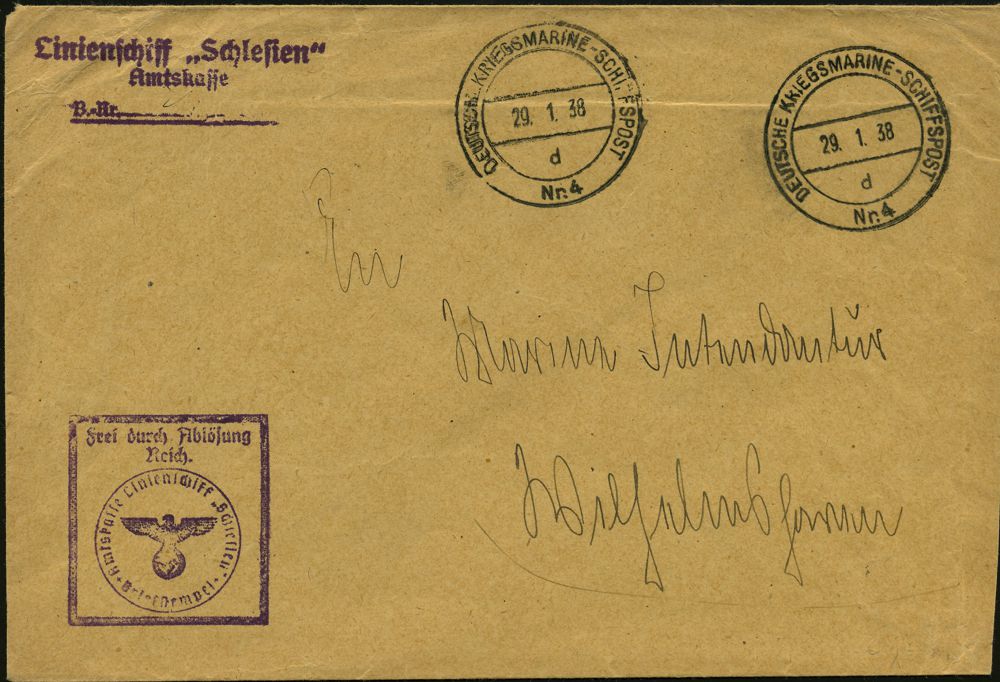 Linienschiff „Schlesien“
Amtskasse
B.-Nr.
DEUTSCHE KRIEGSMARINE-SCHIFFSPOST
29. 1. 38
d
Nr. 4
DEUTSCHE KRIEGSMARINE-SCHIFFSPOST
29. 1. 38
d
Nr. 4
An
Marine Intendantur
Wilhelmshaven
Frei durch Ablösung
Reich.
Amtskasse Linienschiff „Schlesien“
Briefstempel